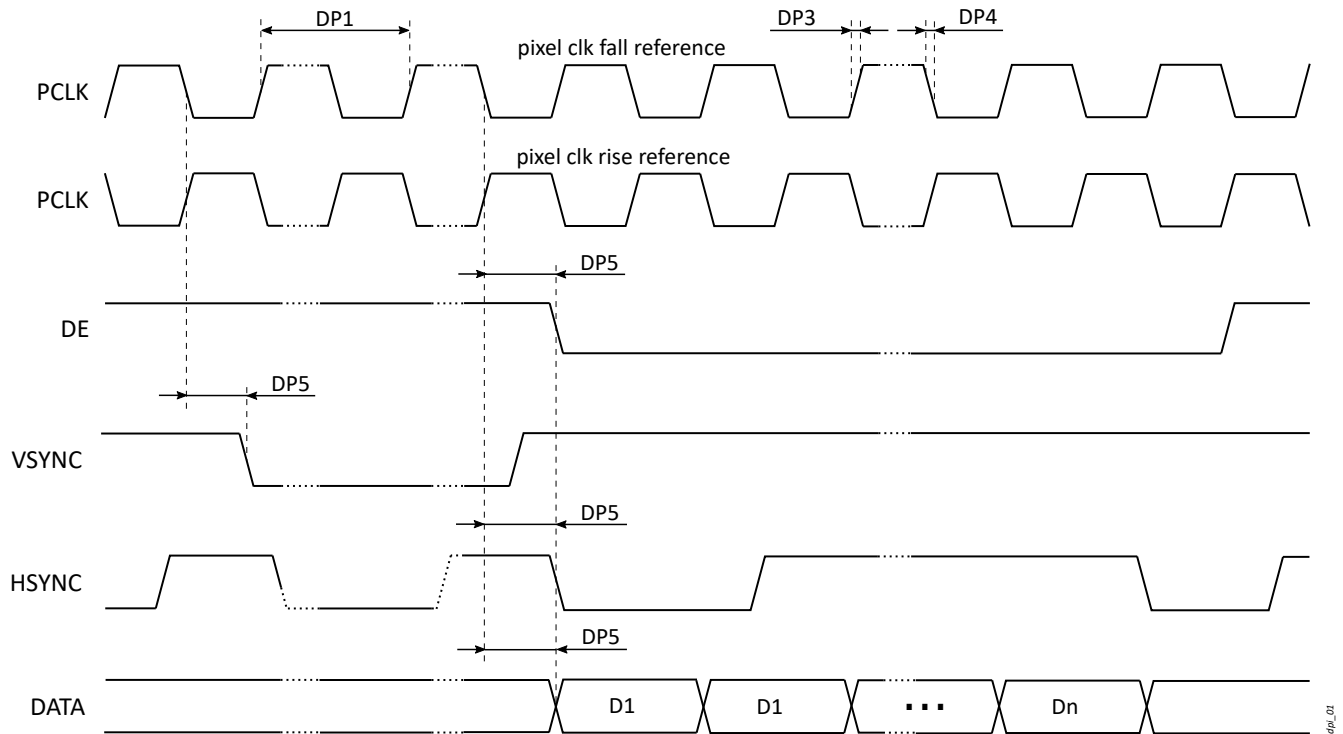 DP1
DP3
DP4
pixel clk fall reference
PCLK
pixel clk rise reference
PCLK
DP5
DE
DP5
VSYNC
DP5
HSYNC
DP5
DATA
D1
D1
...
Dn
dpi_01